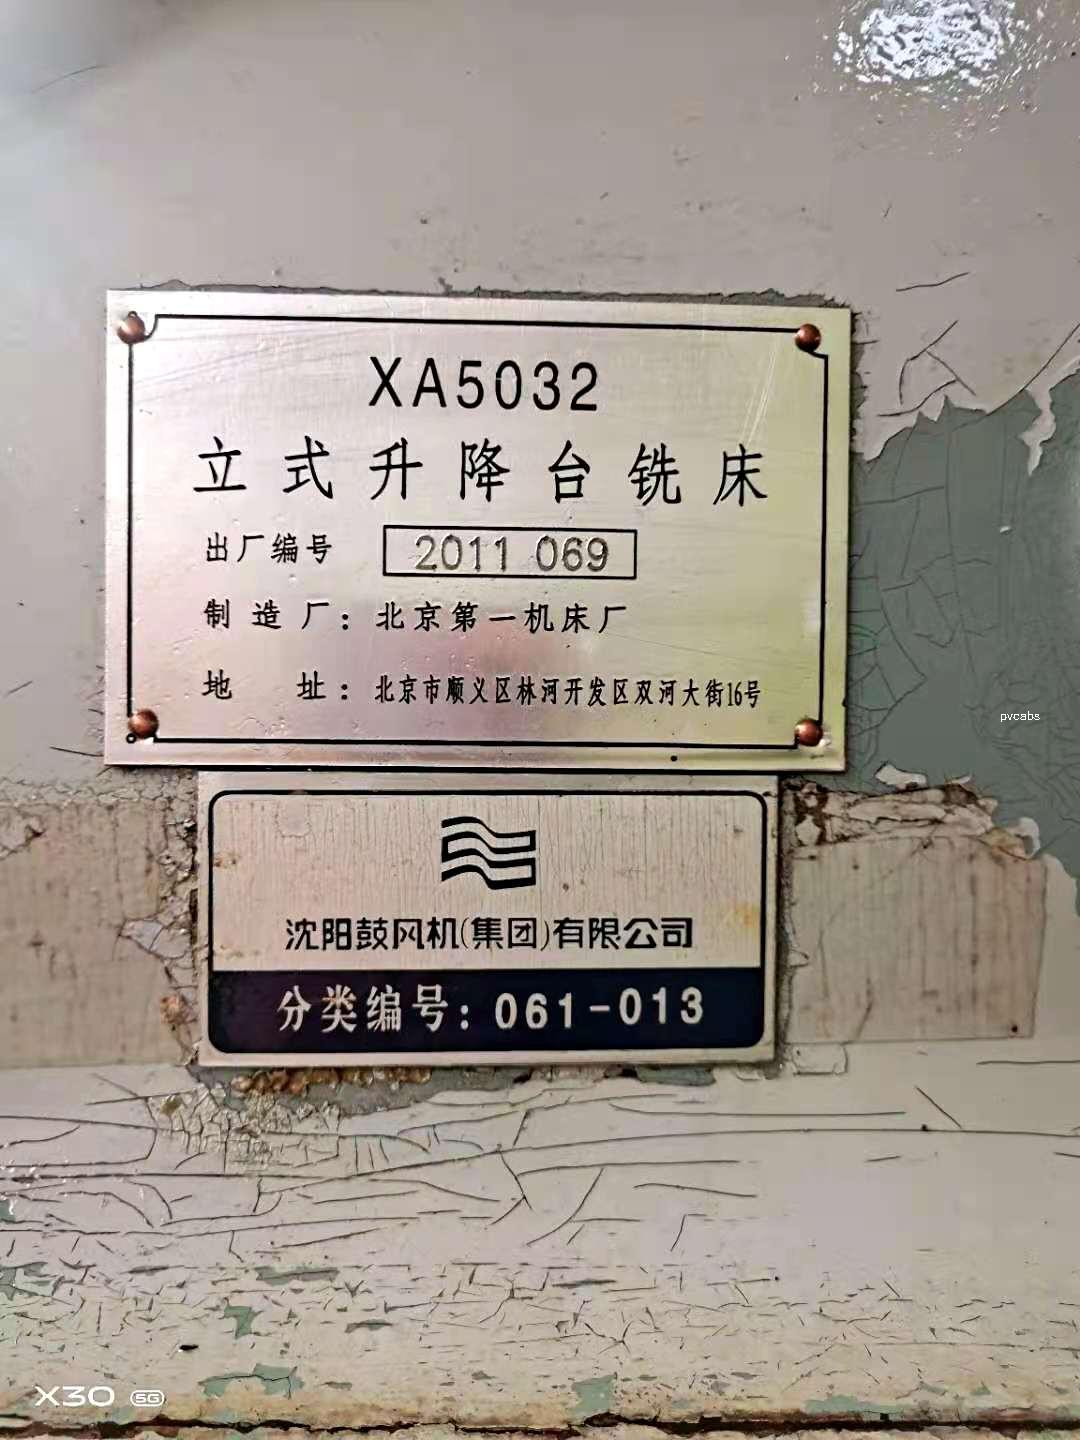 XA5032
立式升降台铣床
出厂编号 2011 069
制造厂：北京第一机床厂
地址：北京市顺义区林河开发区双河大街16号
pvcabs
沈阳鼓风机(集团)有限公司
分类编号：061-013
X30 5G